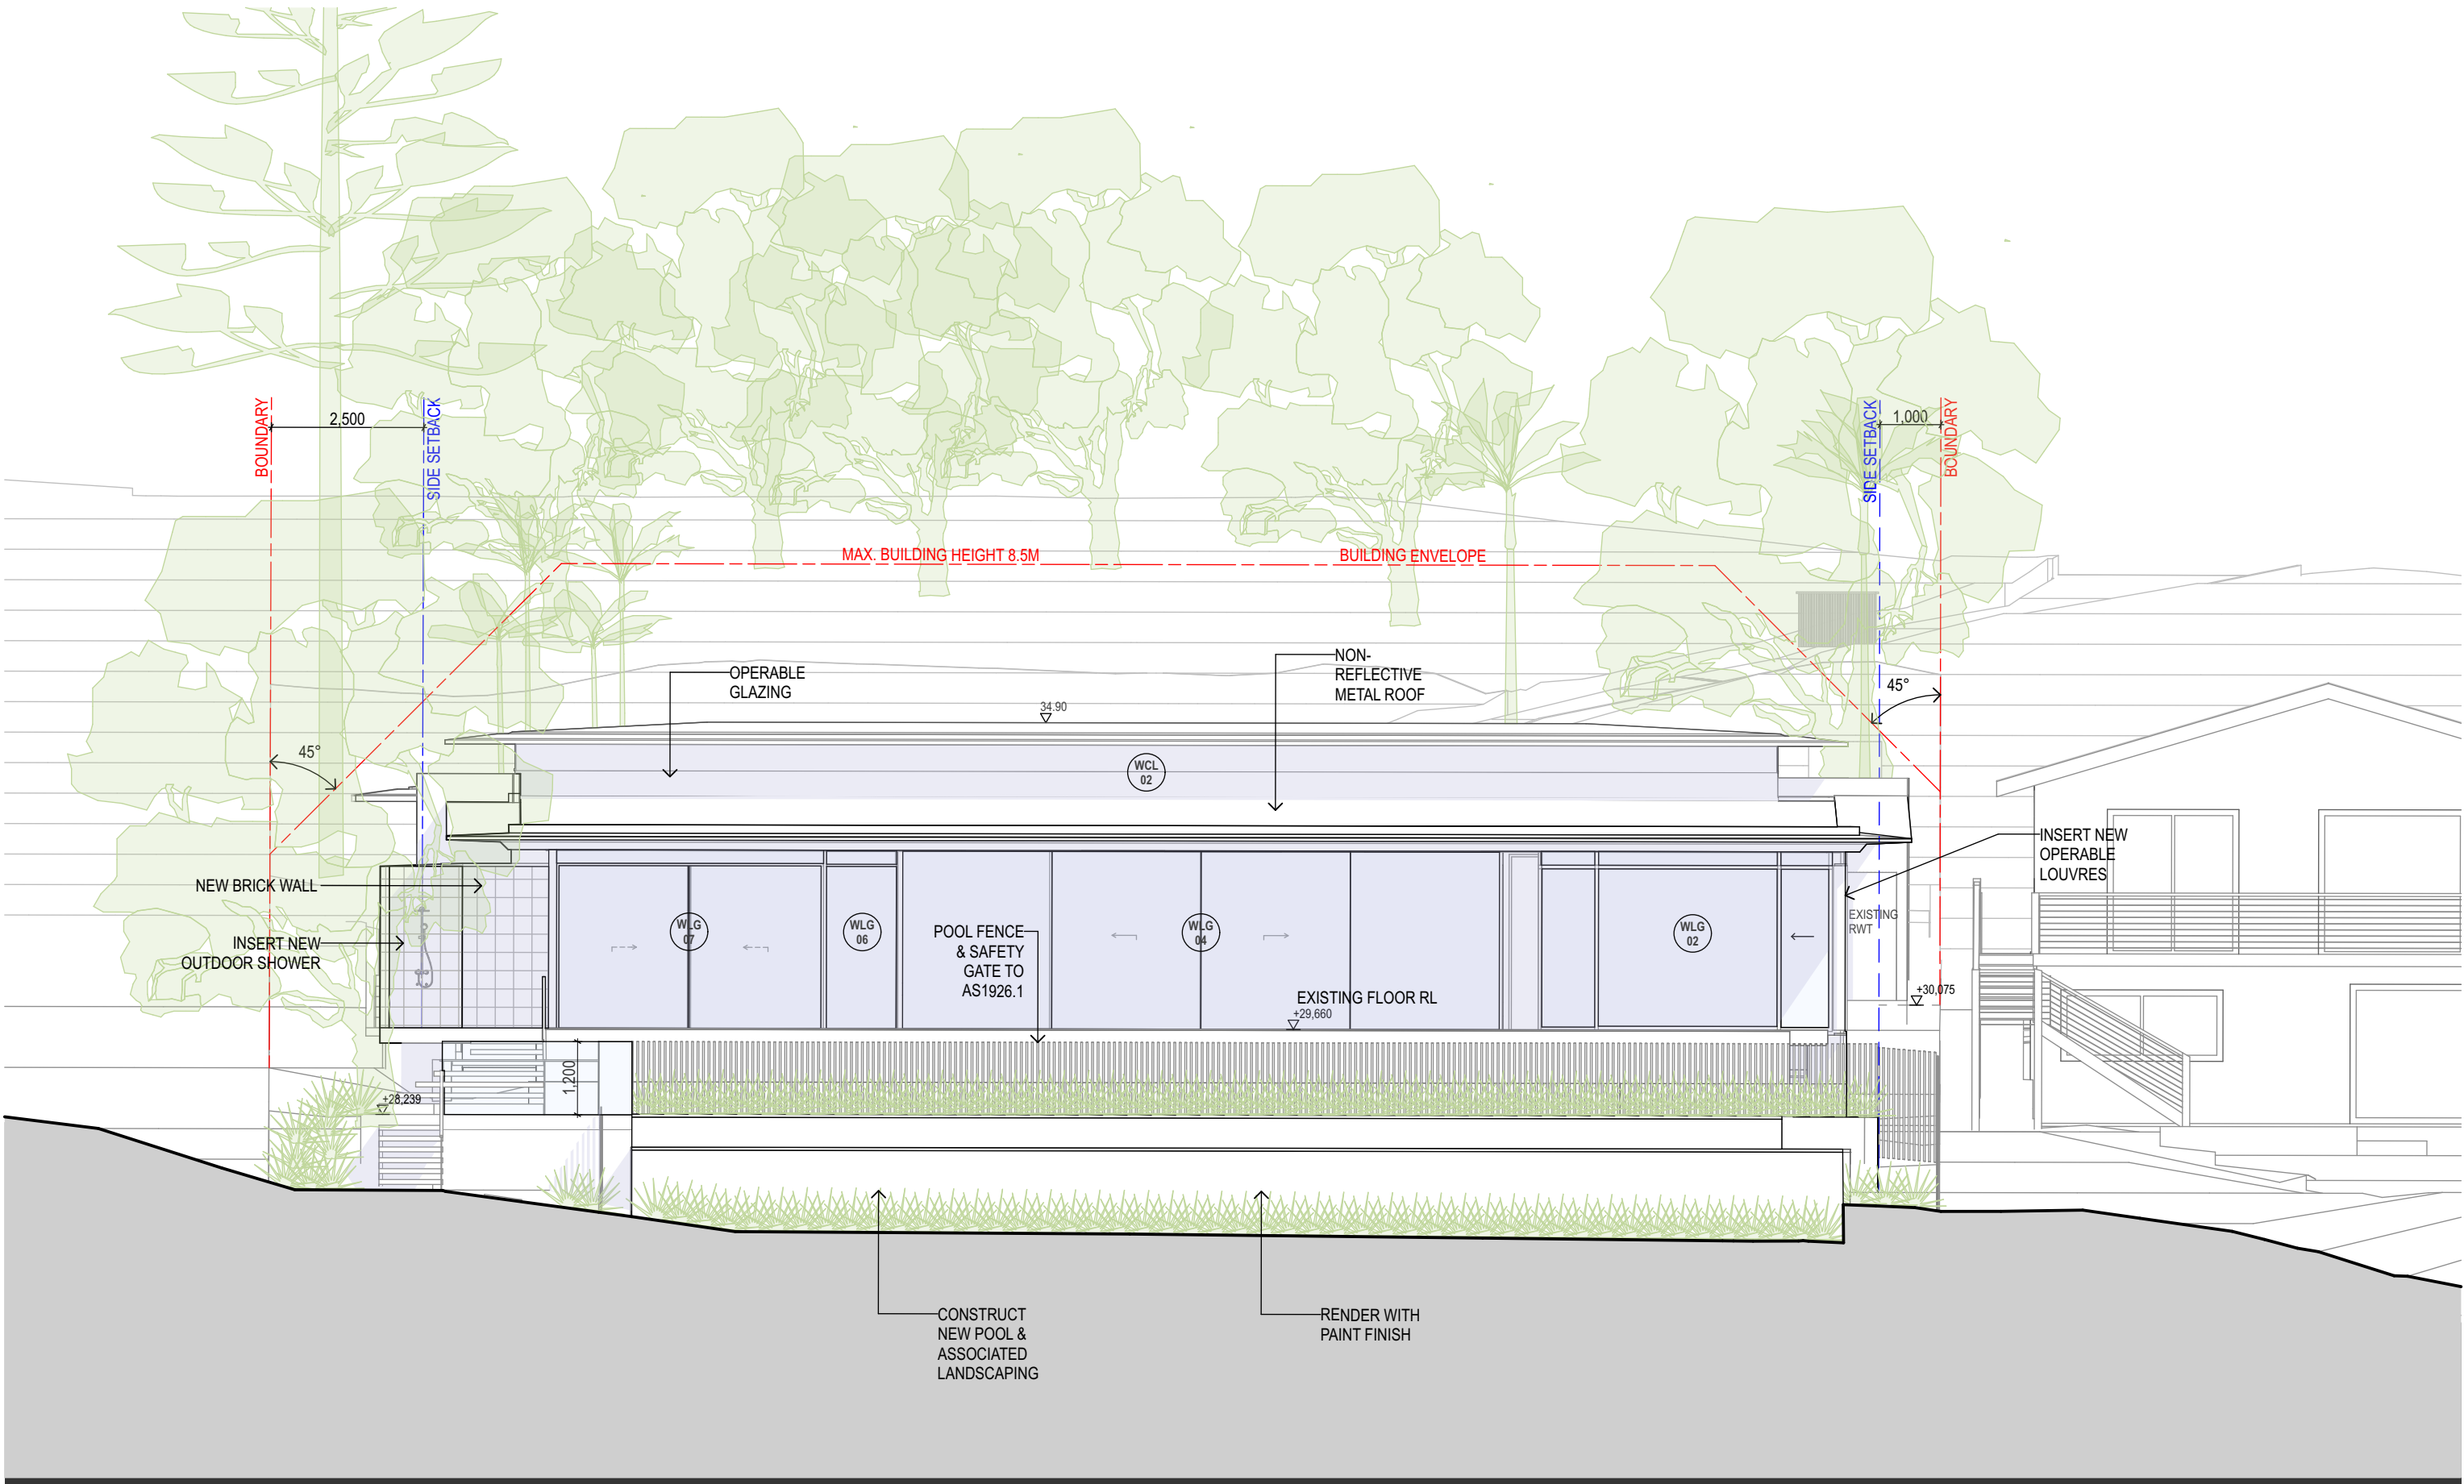 BOUNDARY
2,500
SIDE SETBACK
SIDE SETBACK
1,000
BOUNDARY
MAX. BUILDING HEIGHT 8.5M
BUILDING ENVELOPE
OPERABLE
GLAZING
NON-
REFLECTIVE
METAL ROOF
34.90
45°
45°
WCL
02
NEW BRICK WALL
INSERT NEW
OUTDOOR SHOWER
WLG
07
WLG
06
POOL FENCE
& SAFETY
GATE TO
AS1926.1
WLG
04
WLG
02
INSERT NEW
OPERABLE
LOUVRES
EXISTING
RWT
EXISTING FLOOR RL
+29,660
+30,075
1,200
+28,239
CONSTRUCT
NEW POOL &
ASSOCIATED
LANDSCAPING
RENDER WITH
PAINT FINISH